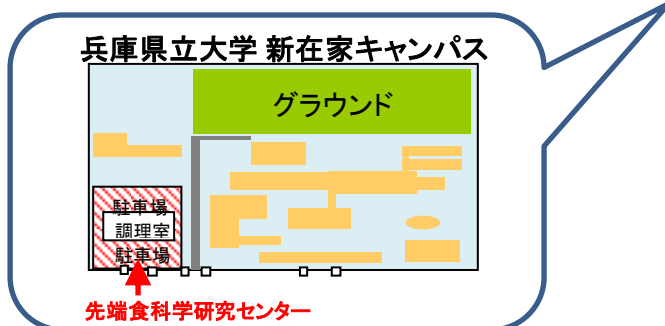 兵庫県立大学 新在家キャンパス
グラウンド
駐車場
調理室
駐車場
先端食科学研究センター